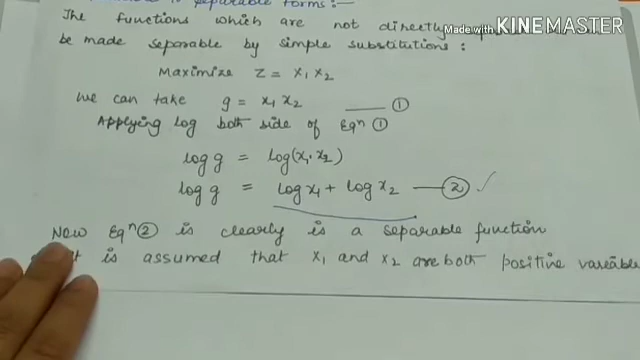 separable forms:-
The functions which are not directly
Made with KINEMASTER
be made separable by simple substitutions :
Maximize Z = x₁ x₂
We can take g = x₁ x₂ ①
Applying log both side of Eqⁿ ①
log g = log(x₁. x₂)
log g = log x₁ + log x₂ — ② ✓
Now Eqⁿ ② is clearly is a separable function
is assumed that x₁ and x₂ are both positive variable